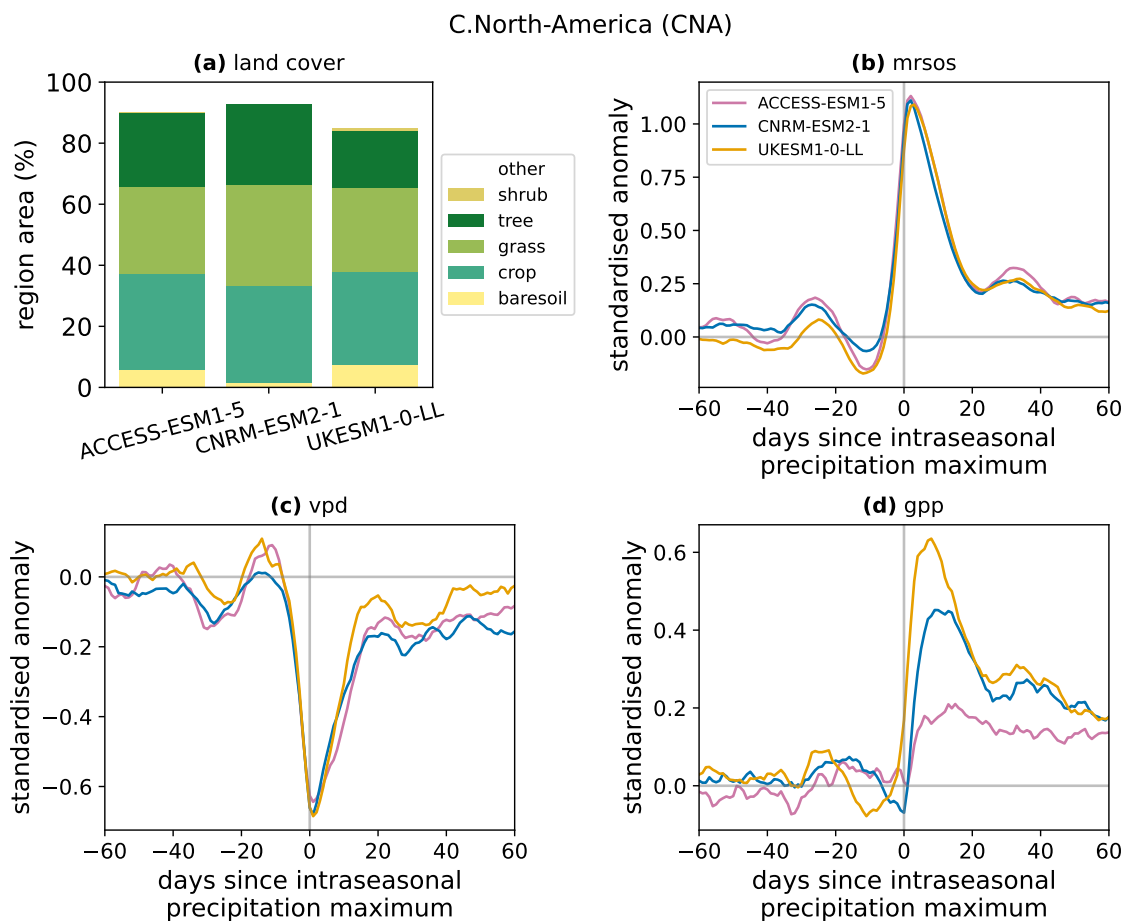 C.North-America (CNA)
(a) land cover
region area (%)
100
80
60
40
20
0
ACCESS-ESM1-5
CNRM-ESM2-1
UKESM1-0-LL
other
shrub
tree
grass
crop
baresoil
(b) mrsos
standardised anomaly
1.00
0.75
0.50
0.25
0.00
ACCESS-ESM1-5
CNRM-ESM2-1
UKESM1-0-LL
−60 −40 −20 0 20 40 60
days since intraseasonal
precipitation maximum
(c) vpd
standardised anomaly
0.0
−0.2
−0.4
−0.6
−60 −40 −20 0 20 40 60
days since intraseasonal
precipitation maximum
(d) gpp
standardised anomaly
0.6
0.4
0.2
0.0
−60 −40 −20 0 20 40 60
days since intraseasonal
precipitation maximum